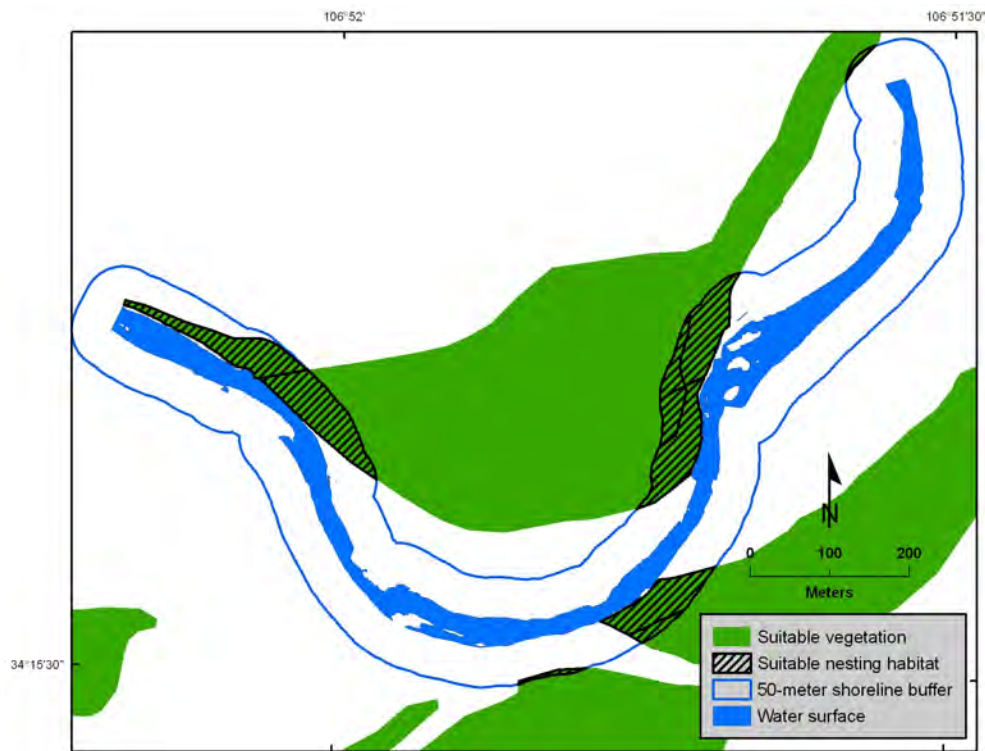 106°52'
106°51'30"
N
0 100 200
Meters
34°15'30"
Suitable vegetation
Suitable nesting habitat
50-meter shoreline buffer
Water surface